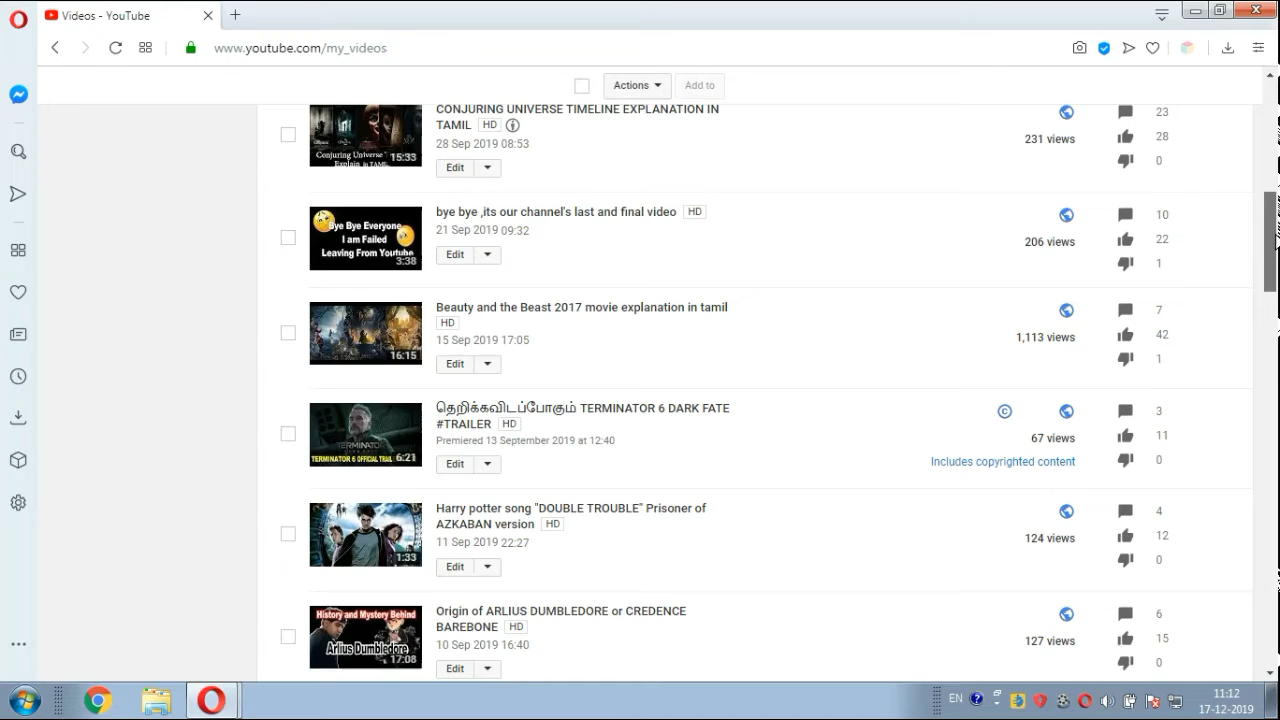 Videos - YouTube
www.youtube.com/my_videos
Actions
Add to
CONJURING UNIVERSE TIMELINE EXPLANATION IN
TAMIL HD
28 Sep 2019 08:53
Edit
231 views
23
28
0
Conjuring Universe
Explain in TAMIL
15:33
bye bye ,its our channel's last and final video HD
21 Sep 2019 09:32
Edit
206 views
10
22
1
Bye Bye Everyone
I am Failed
Leaving From Youtube
3:38
Beauty and the Beast 2017 movie explanation in tamil
HD
15 Sep 2019 17:05
Edit
1,113 views
7
42
1
16:15
தெறிக்கவிடப்போகும் TERMINATOR 6 DARK FATE
#TRAILER HD
Premiered 13 September 2019 at 12:40
Edit
67 views
Includes copyrighted content
3
11
0
TERMINATOR
TERMINATOR 6 OFFICIAL TRAIL
6:21
Harry potter song "DOUBLE TROUBLE" Prisoner of
AZKABAN version HD
11 Sep 2019 22:27
Edit
124 views
4
12
0
1:33
Origin of ARLIUS DUMBLEDORE or CREDENCE
BAREBONE HD
10 Sep 2019 16:40
Edit
127 views
6
15
0
History and Mystery Behind
Arlius Dumbledore
17:08
EN
11:12
17-12-2019